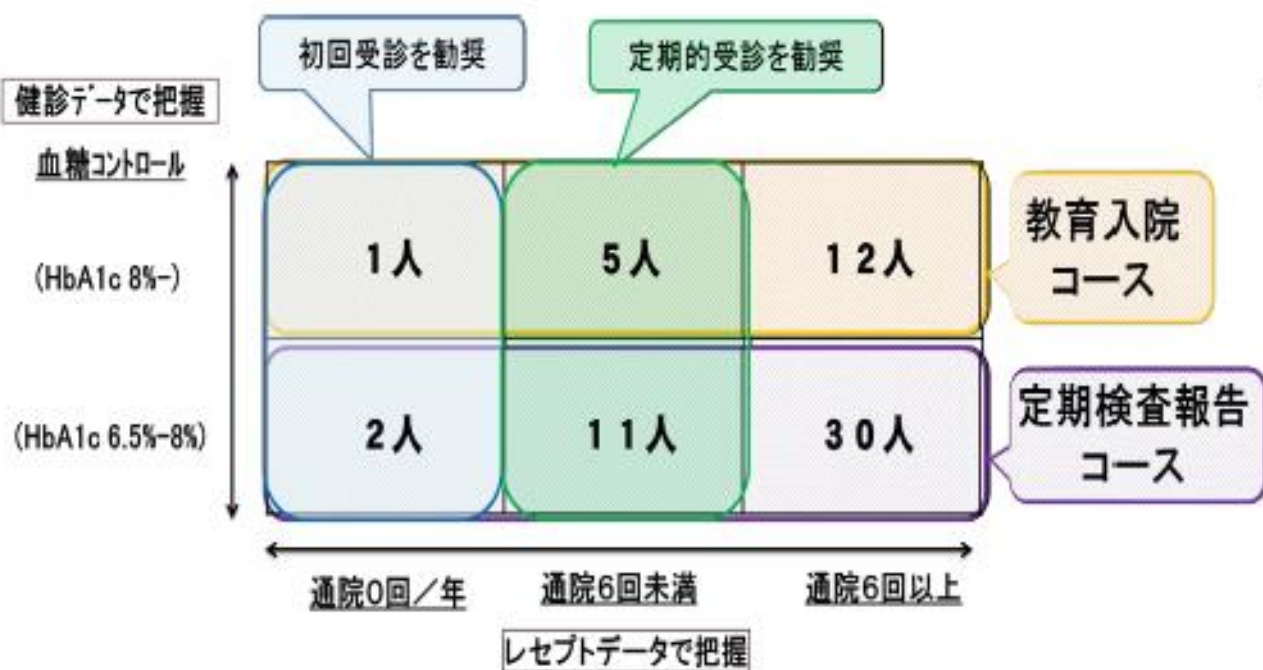 初回受診を勧奨
定期的受診を勧奨
健診データで把握
血糖コントロール
(HbA1c 8%-)
1人
5人
12人
教育入院
コース
(HbA1c 6.5%-8%)
2人
11人
30人
定期検査報告
コース
通院0回／年
通院6回未満
通院6回以上
レセプトデータで把握